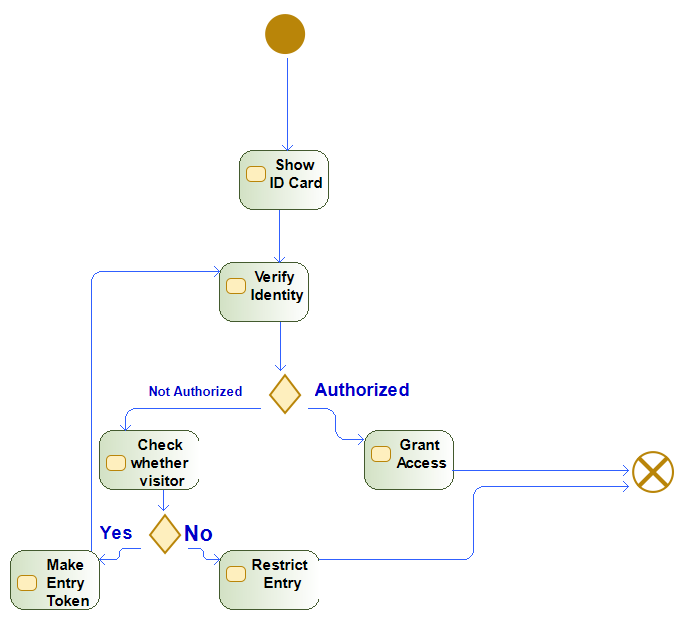 Show
ID Card
Verify
Identity
Not Authorized
Authorized
Check
whether
visitor
Grant
Access
Yes
No
Make
Entry
Token
Restrict
Entry